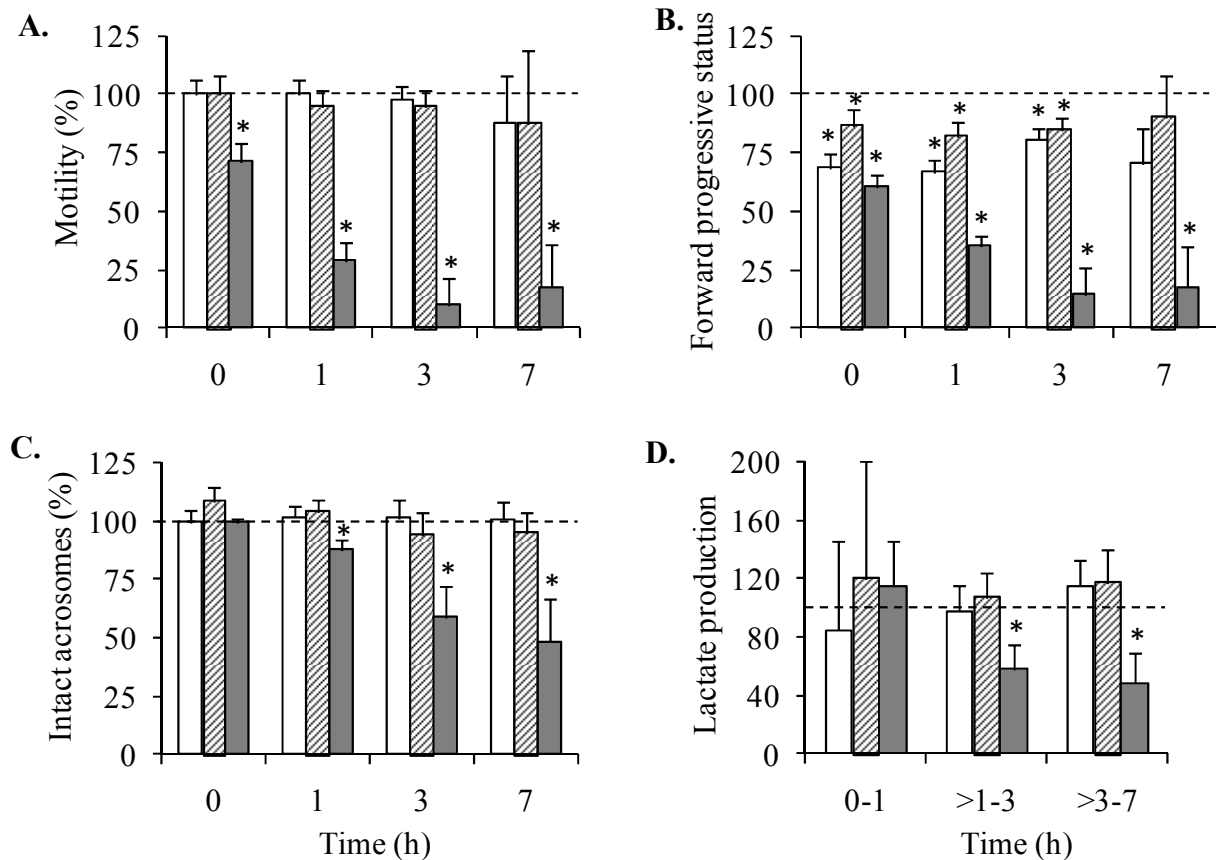 A.
Motility (%)
125
100
75
50
25
0
* * * *
0 1 3 7
B.
Forward progressive status
125
100
75
50
25
0
* * * * * * * * * *
0 1 3 7
C.
Intact acrosomes (%)
125
100
75
50
25
0
* * *
0 1 3 7
Time (h)
D.
Lactate production
200
160
120
80
40
0
* *
0-1 >1-3 >3-7
Time (h)